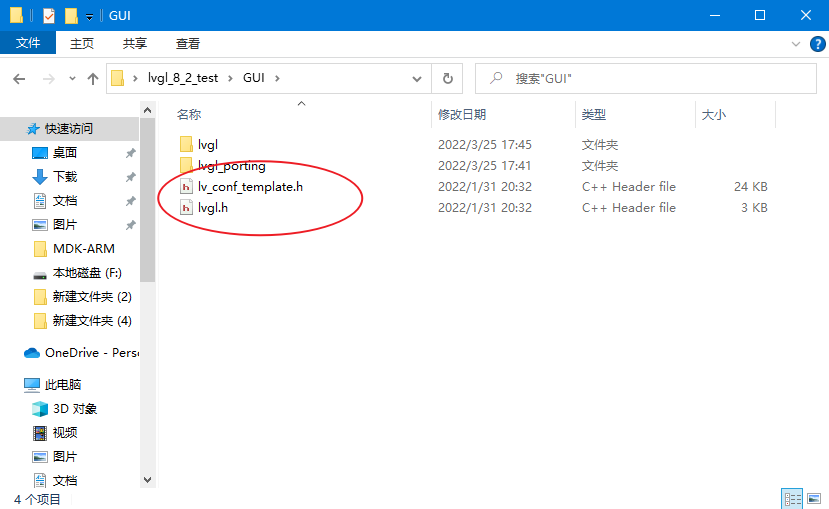 GUI
文件 主页 共享 查看
lvgl_8_2_test GUI 搜索"GUI"
名称 修改日期 类型 大小
快速访问
桌面
下载
文档
图片
MDK-ARM
本地磁盘 (F:)
新建文件夹 (2)
新建文件夹 (4)
OneDrive - Perso
此电脑
3D 对象
视频
图片
文档
lvgl 2022/3/25 17:45 文件夹
lvgl_porting 2022/3/25 17:41 文件夹
lv_conf_template.h 2022/1/31 20:32 C++ Header file 24 KB
lvgl.h 2022/1/31 20:32 C++ Header file 3 KB
4 个项目